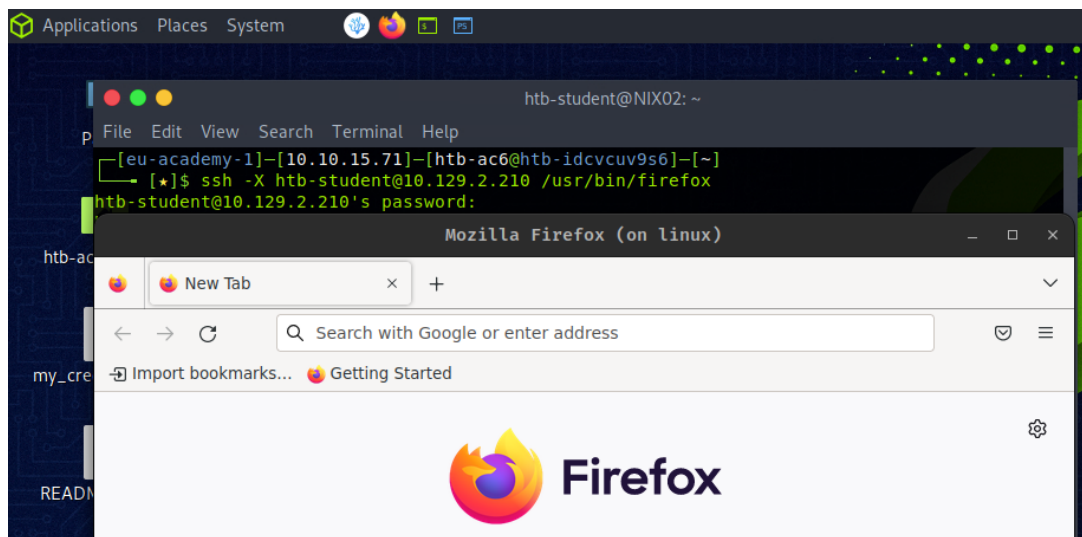 Applications Places System
htb-student@NIX02: ~
P
File Edit View Search Terminal Help
┌─[eu-academy-1]─[10.10.15.71]─[htb-ac6@htb-idcvcuv9s6]─[~]
└──╼ [★]$ ssh -X htb-student@10.129.2.210 /usr/bin/firefox
htb-student@10.129.2.210's password:
Mozilla Firefox (on linux)
htb-ac
New Tab
Search with Google or enter address
my_cre
Import bookmarks... Getting Started
Firefox
READM